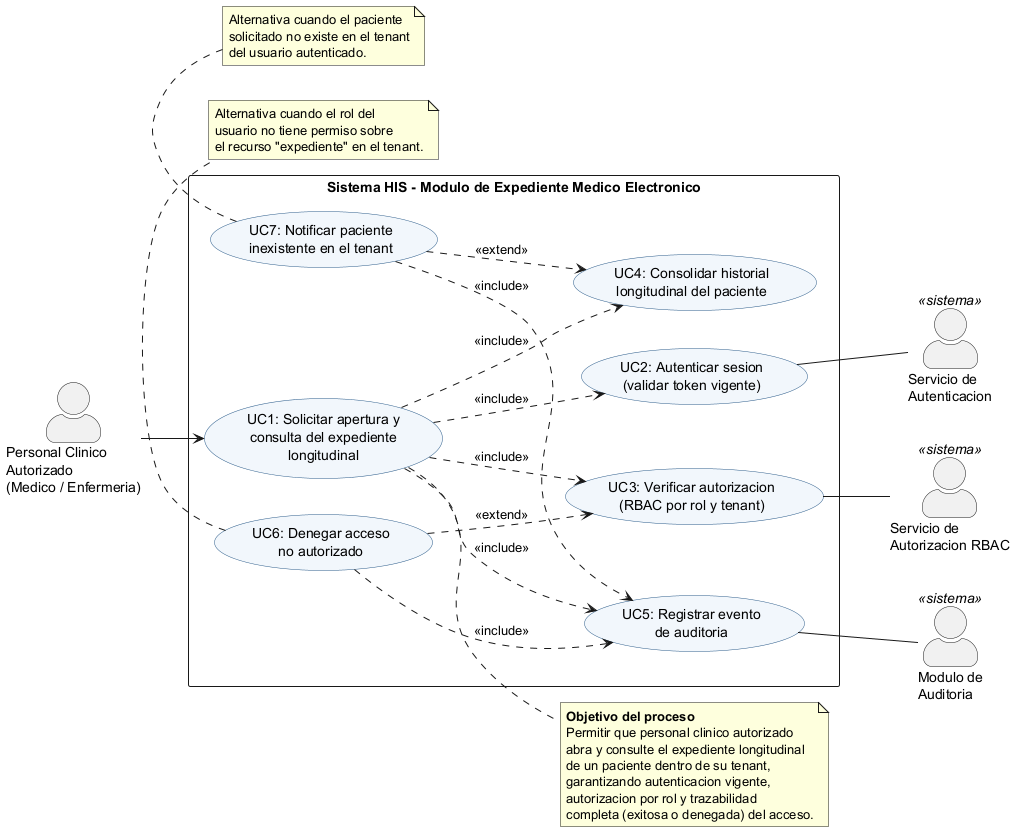 Alternativa cuando el paciente
solicitado no existe en el tenant
del usuario autenticado.
Alternativa cuando el rol del
usuario no tiene permiso sobre
el recurso "expediente" en el tenant.
Sistema HIS - Modulo de Expediente Medico Electronico
UC7: Notificar paciente
inexistente en el tenant
«extend»
UC4: Consolidar historial
longitudinal del paciente
«include»
«include»
UC2: Autenticar sesion
(validar token vigente)
«sistema»
Servicio de
Autenticacion
«include»
Personal Clinico
Autorizado
(Medico / Enfermeria)
UC1: Solicitar apertura y
consulta del expediente
longitudinal
«include»
UC3: Verificar autorizacion
(RBAC por rol y tenant)
«sistema»
Servicio de
Autorizacion RBAC
«extend»
UC6: Denegar acceso
no autorizado
«include»
«include»
UC5: Registrar evento
de auditoria
«sistema»
Modulo de
Auditoria
Objetivo del proceso
Permitir que personal clinico autorizado
abra y consulte el expediente longitudinal
de un paciente dentro de su tenant,
garantizando autenticacion vigente,
autorizacion por rol y trazabilidad
completa (exitosa o denegada) del acceso.